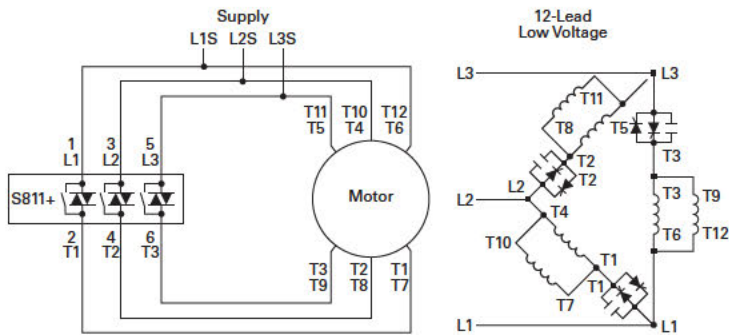 Supply
L1S L2S L3S
T11 T10 T12
T5 T4 T6
1 3 5
L1 L2 L3
S811+
Motor
2 4 6
T1 T2 T3
T3 T2 T1
T9 T8 T7
12-Lead
Low Voltage
L3 L3
T11
T8 T5
T3
T2
T2
L2 L2
T3 T9
T4
T10 T6 T12
T1
T7 T1
L1 L1